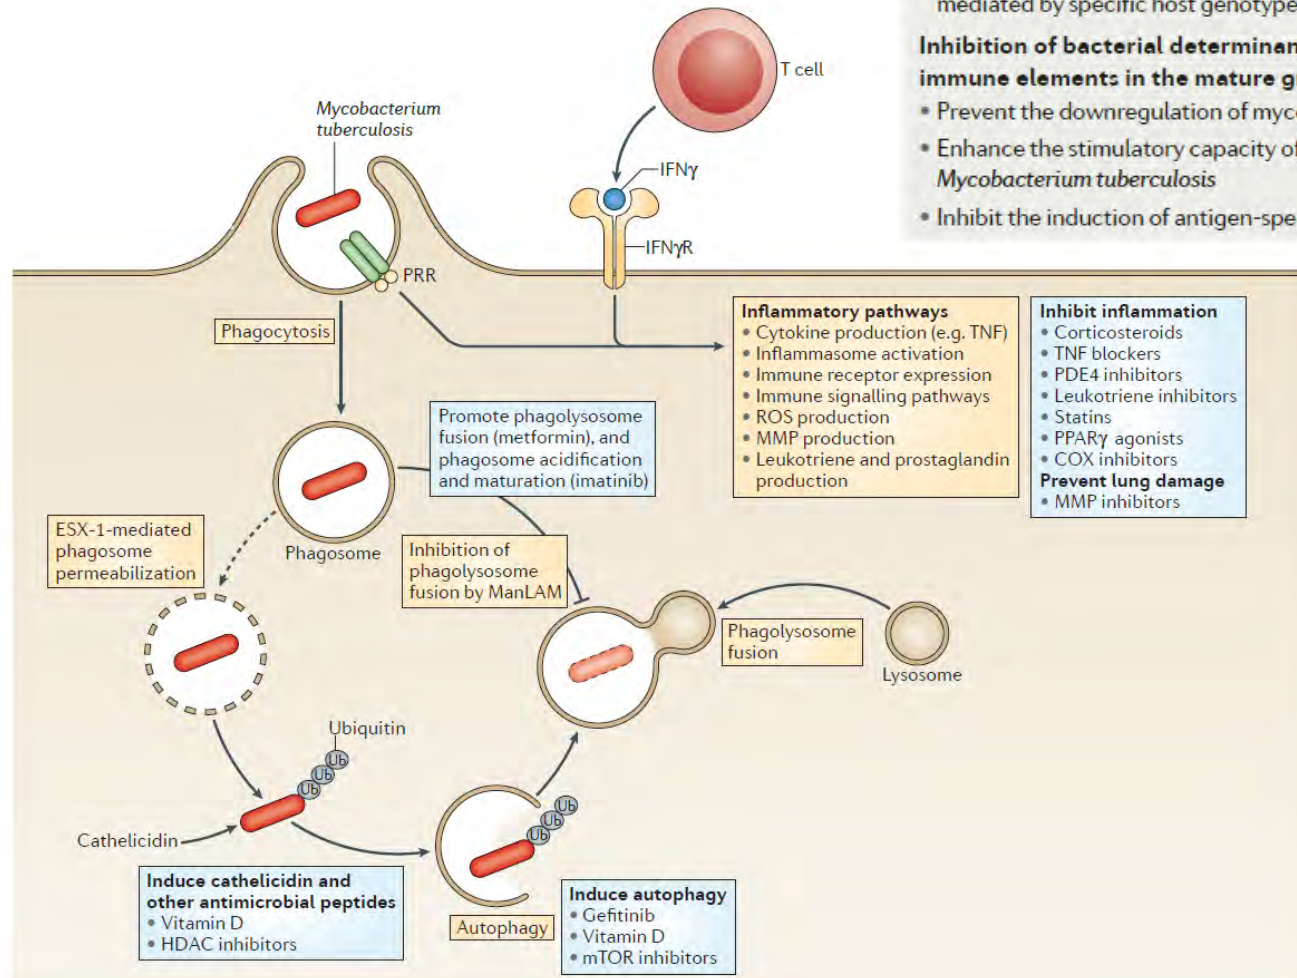 mediated by specific host genotype
Inhibition of bacterial determinan
immune elements in the mature g
• Prevent the downregulation of myc
• Enhance the stimulatory capacity of
Mycobacterium tuberculosis
• Inhibit the induction of antigen-spe
T cell
Mycobacterium
tuberculosis
IFNγ
IFNγR
PRR
Phagocytosis
Inflammatory pathways
• Cytokine production (e.g. TNF)
• Inflammasome activation
• Immune receptor expression
• Immune signalling pathways
• ROS production
• MMP production
• Leukotriene and prostaglandin
production
Inhibit inflammation
• Corticosteroids
• TNF blockers
• PDE4 inhibitors
• Leukotriene inhibitors
• Statins
• PPARγ agonists
• COX inhibitors
Prevent lung damage
• MMP inhibitors
Promote phagolysosome
fusion (metformin), and
phagosome acidification
and maturation (imatinib)
ESX-1-mediated
phagosome
permeabilization
Phagosome
Inhibition of
phagolysosome
fusion by ManLAM
Phagolysosome
fusion
Lysosome
Ubiquitin
Ub
Ub
Ub
Cathelicidin
Ub
Ub
Ub
Induce cathelicidin and
other antimicrobial peptides
• Vitamin D
• HDAC inhibitors
Autophagy
Induce autophagy
• Gefitinib
• Vitamin D
• mTOR inhibitors